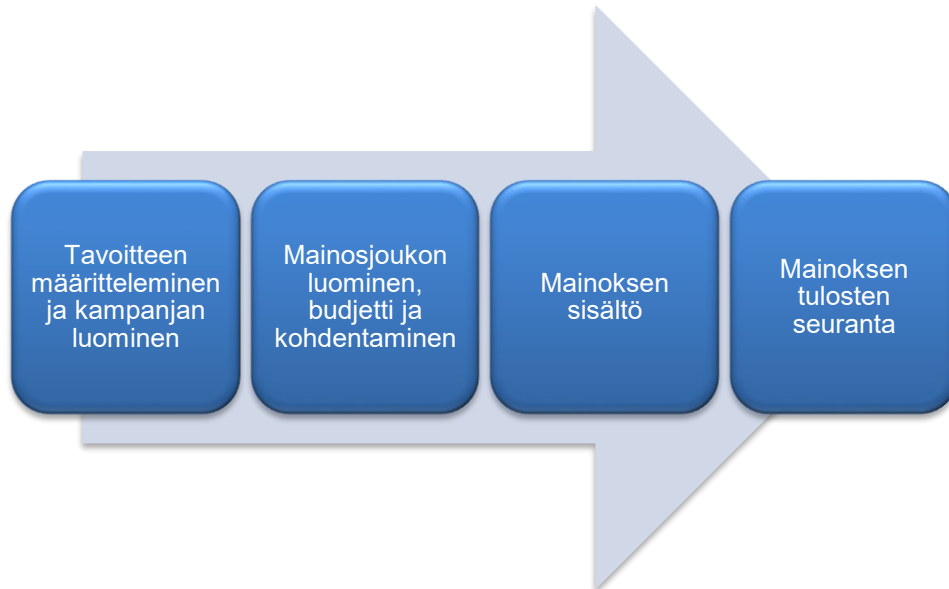 Tavoitteen
määritteleminen
ja kampanjan
luominen
Mainosjoukon
luominen,
budjetti ja
kohdentaminen
Mainoksen
sisältö
Mainoksen
tulosten
seuranta